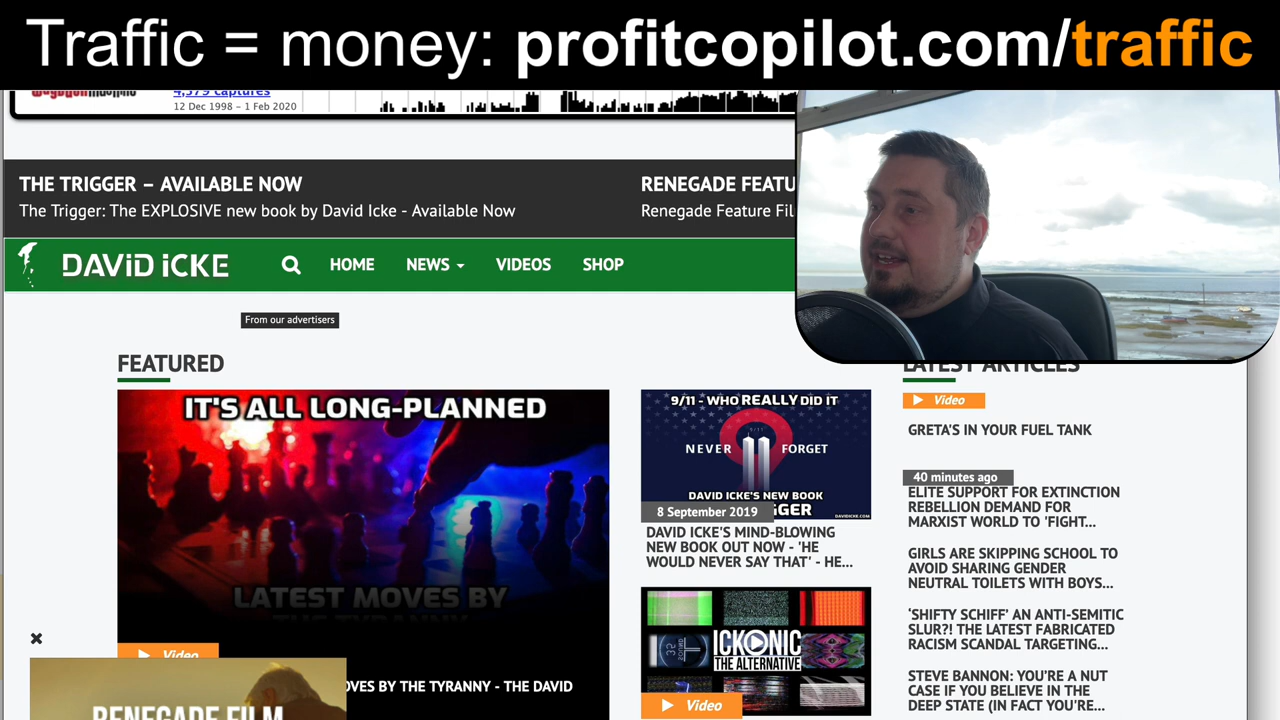 Traffic = money: profitcopilot.com/traffic
4,579 captures
12 Dec 1998 – 1 Feb 2020
THE TRIGGER – AVAILABLE NOW
The Trigger: The EXPLOSIVE new book by David Icke - Available Now
RENEGADE FEATU
Renegade Feature Fil
DAViD iCKE
HOME
NEWS
VIDEOS
SHOP
From our advertisers
FEATURED
IT'S ALL LONG-PLANNED
LATEST MOVES BY
THE TYRANNY
Video
OVES BY THE TYRANNY - THE DAVID
RENEGADE FILM
9/11 - WHO REALLY DID IT
NEVER FORGET
DAVID ICKE'S NEW BOOK
GGER
DAVIDICKE.COM
8 September 2019
DAVID ICKE'S MIND-BLOWING
NEW BOOK OUT NOW - 'HE
WOULD NEVER SAY THAT' - HE...
ICKONIC
THE ALTERNATIVE
Video
LATEST ARTICLES
Video
GRETA'S IN YOUR FUEL TANK
40 minutes ago
ELITE SUPPORT FOR EXTINCTION
REBELLION DEMAND FOR
MARXIST WORLD TO 'FIGHT...
GIRLS ARE SKIPPING SCHOOL TO
AVOID SHARING GENDER
NEUTRAL TOILETS WITH BOYS...
‘SHIFTY SCHIFF’ AN ANTI-SEMITIC
SLUR?! THE LATEST FABRICATED
RACISM SCANDAL TARGETING...
STEVE BANNON: YOU’RE A NUT
CASE IF YOU BELIEVE IN THE
DEEP STATE (IN FACT YOU’RE...